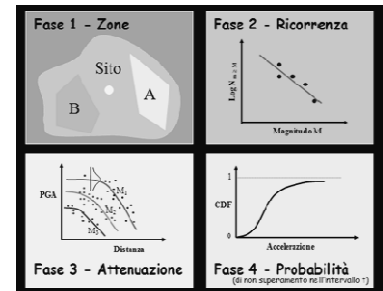 Fase 1 - Zone
Sito
A
B
Fase 2 - Ricorrenza
Log N m ≥ M
Magnitudo M
PGA
M1
M2
M3
Distanza
Fase 3 - Attenuazione
1
CDF
0
Accelerazione
Fase 4 - Probabilità
(di non superamento nell'intervallo τ)